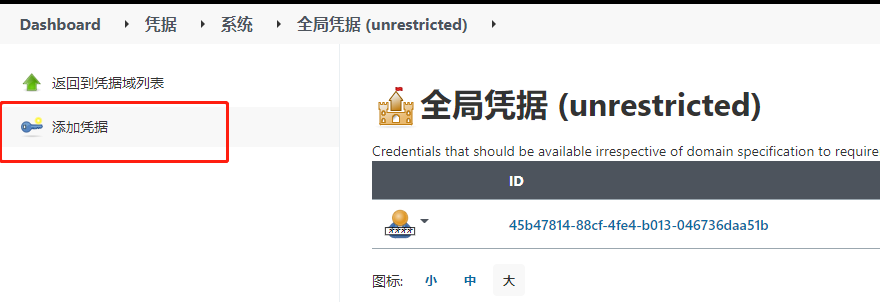 Dashboard 凭据 系统 全局凭据 (unrestricted)
返回到凭据域列表
添加凭据
全局凭据 (unrestricted)
Credentials that should be available irrespective of domain specification to require
ID
45b47814-88cf-4fe4-b013-046736daa51b
图标: 小 中 大